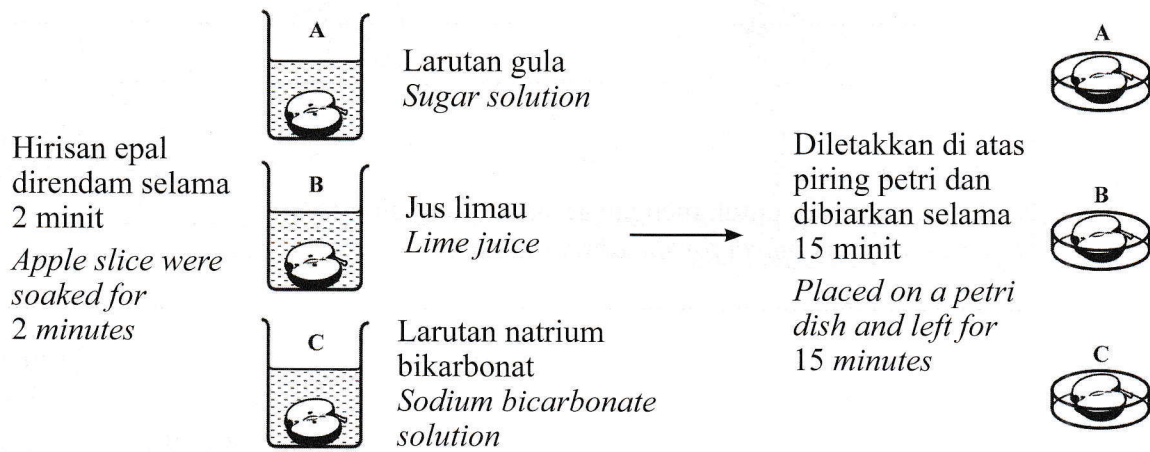 A
Larutan gula
Sugar solution
Hirisan epal
direndam selama
2 minit
Apple slice were
soaked for
2 minutes
B
Jus limau
Lime juice
C
Larutan natrium
bikarbonat
Sodium bicarbonate
solution
Diletakkan di atas
piring petri dan
dibiarkan selama
15 minit
Placed on a petri
dish and left for
15 minutes
A
B
C